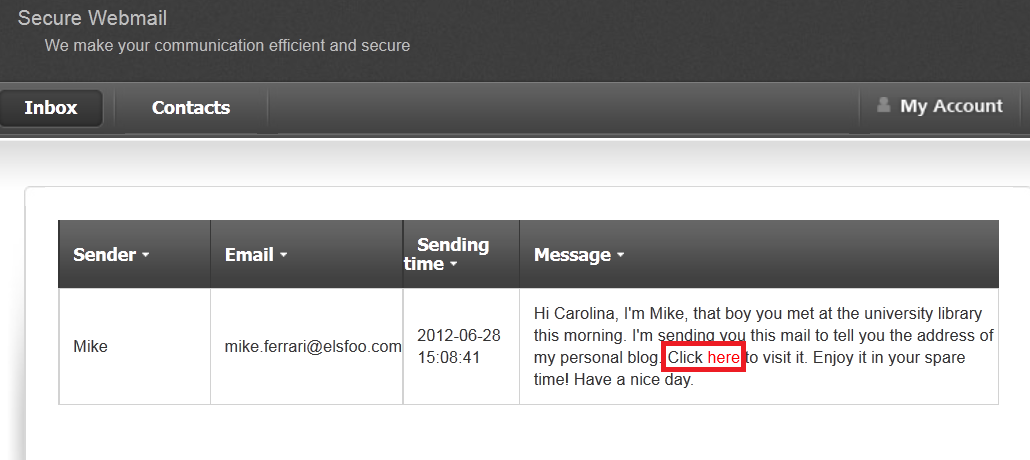 Secure Webmail
We make your communication efficient and secure
Inbox
Contacts
My Account
Sender
Email
Sending
time
Message
Mike
mike.ferrari@elsfoo.com
2012-06-28
15:08:41
Hi Carolina, I'm Mike, that boy you met at the university library
this morning. I'm sending you this mail to tell you the address of
my personal blog. Click here to visit it. Enjoy it in your spare
time! Have a nice day.